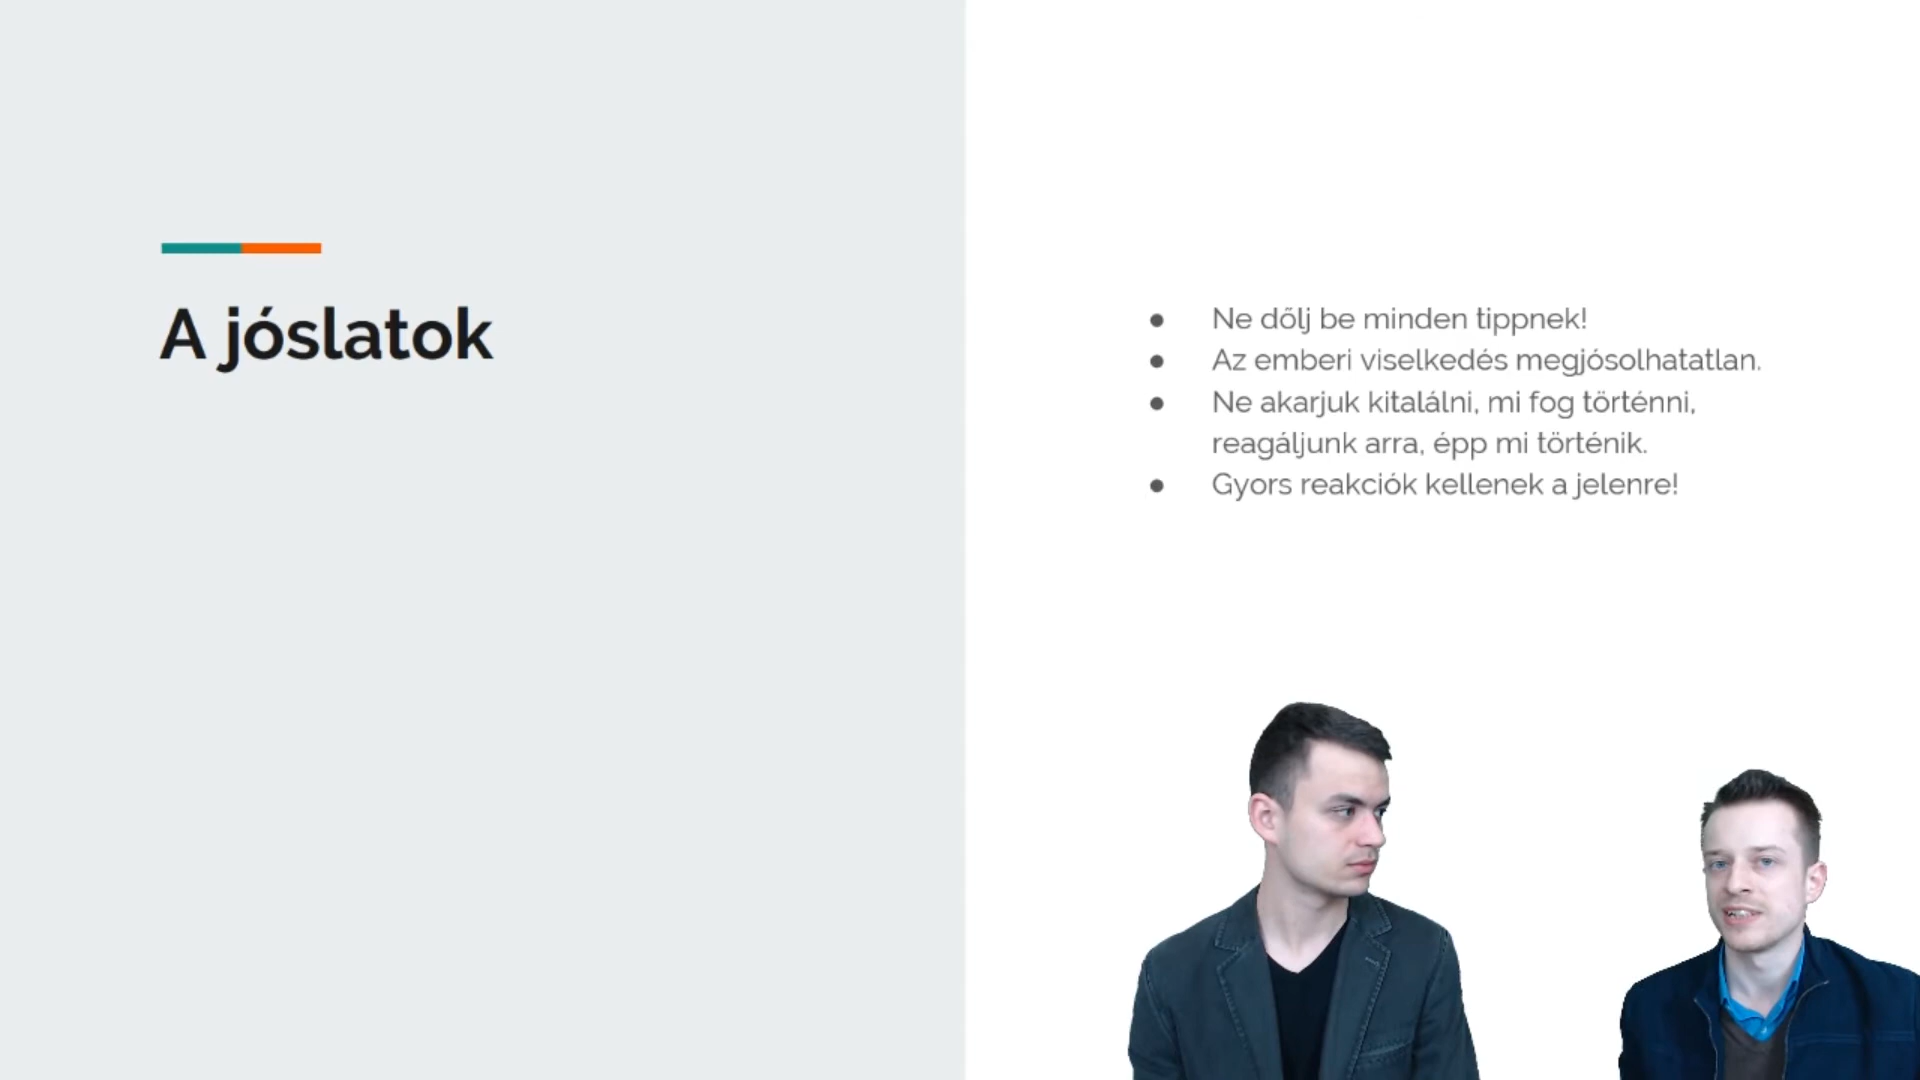 A jóslatok
● Ne dőlj be minden tippnek!
● Az emberi viselkedés megjósolhatatlan.
● Ne akarjuk kitalálni, mi fog történni,
reagáljunk arra, épp mi történik.
● Gyors reakciók kellenek a jelenre!